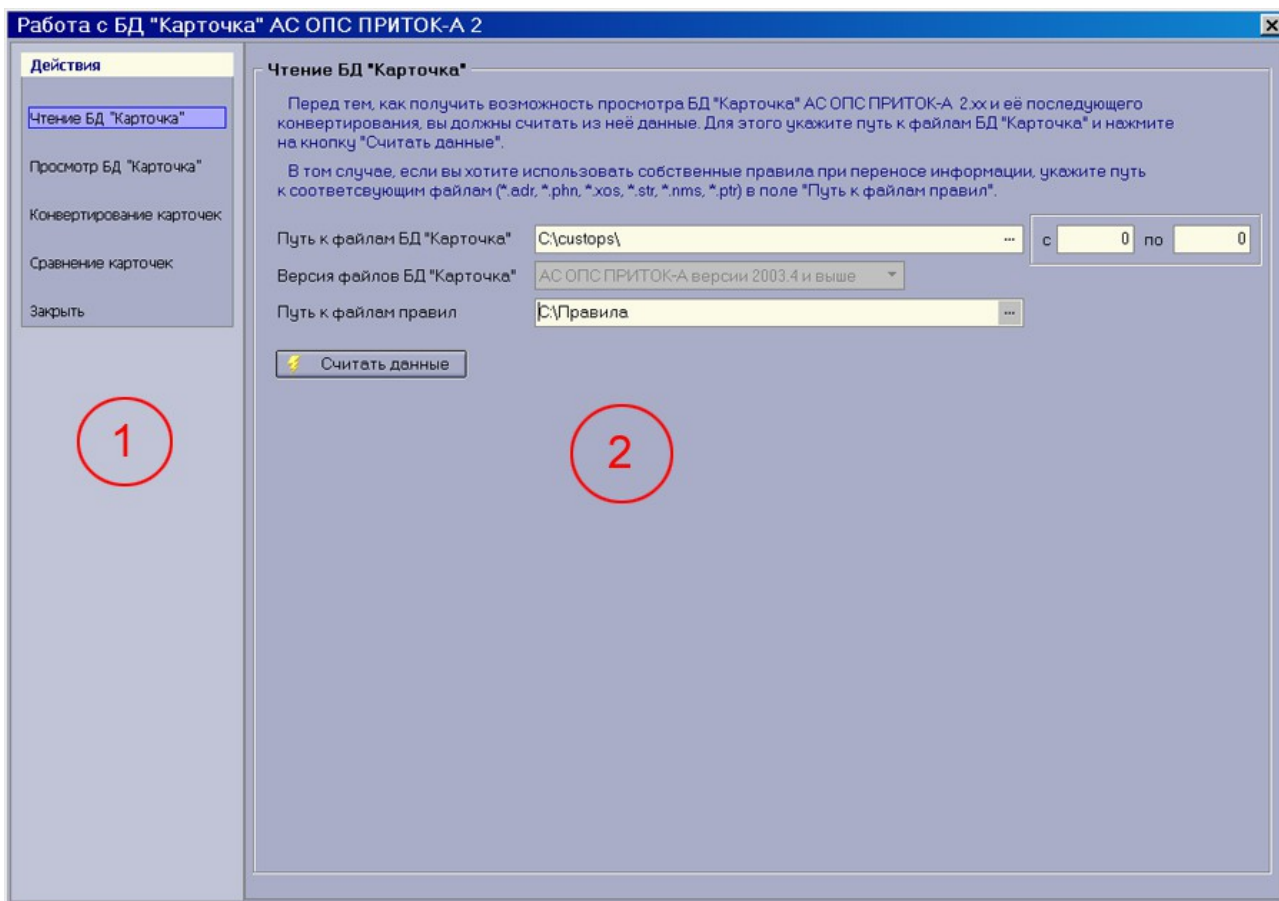 Работа с БД "Карточка" АС ОПС ПРИТОК-А 2
Действия
Чтение БД "Карточка"
Просмотр БД "Карточка"
Конвертирование карточек
Сравнение карточек
Закрыть
1
Чтение БД "Карточка"
Перед тем, как получить возможность просмотра БД "Карточка" АС ОПС ПРИТОК-А 2.xx и её последующего
конвертирования, вы должны считать из неё данные. Для этого укажите путь к файлам БД "Карточка" и нажмите
на кнопку "Считать данные".
В том случае, если вы хотите использовать собственные правила при переносе информации, укажите путь
к соответсвующим файлам (*.adr, *.phn, *.xos, *.str, *.nms, *.ptr) в поле "Путь к файлам правил".
Путь к файлам БД "Карточка" C:\custops\ ... с 0 по 0
Версия файлов БД "Карточка" АС ОПС ПРИТОК-А версии 2003.4 и выше
Путь к файлам правил C:\Правила ...
Считать данные
2